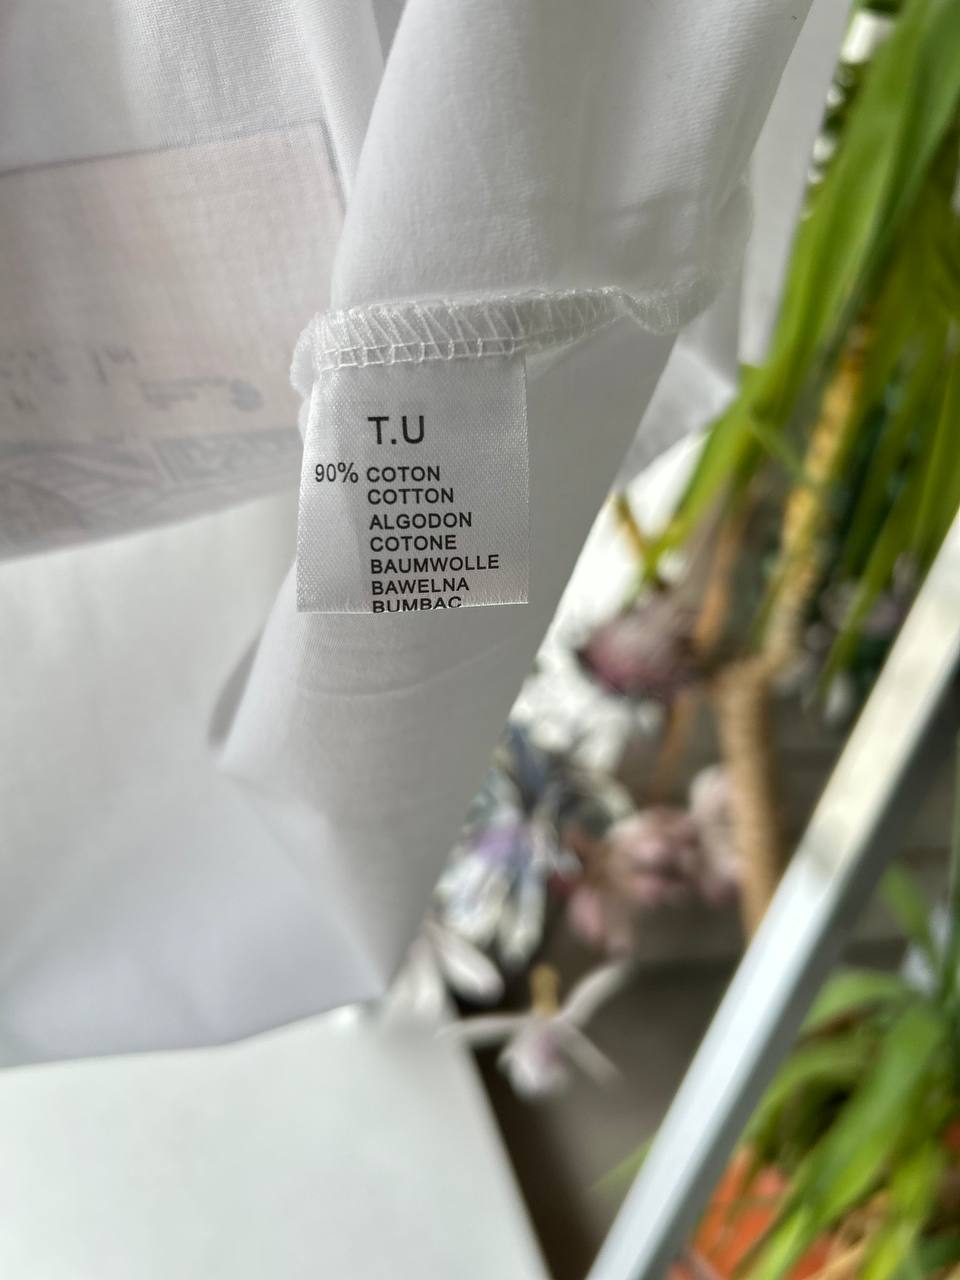 T.U
90% COTON
COTTON
ALGODON
COTONE
BAUMWOLLE
BAWELNA
BUMBAC